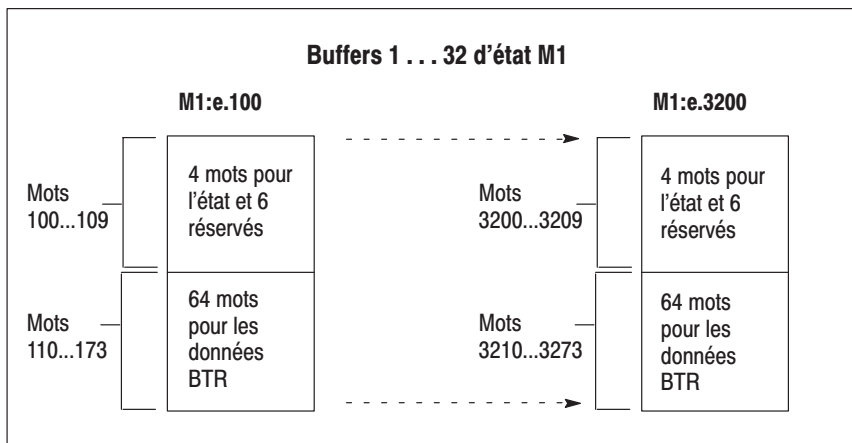 Buffers 1 . . . 32 d'état M1
M1:e.100
M1:e.3200
Mots
100...109
4 mots pour
l'état et 6
réservés
Mots
3200...3209
4 mots pour
l'état et 6
réservés
Mots
110...173
64 mots
pour les
données
BTR
Mots
3210...3273
64 mots
pour les
données
BTR